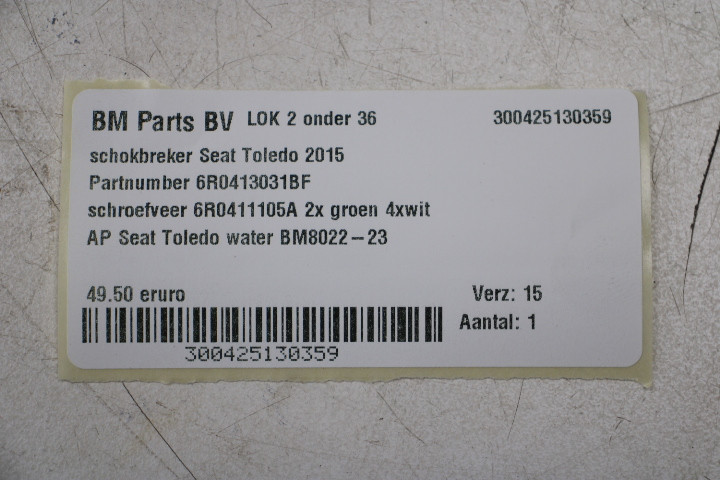 BM Parts BV LOK 2 onder 36 300425130359
schokbreker Seat Toledo 2015
Partnumber 6R0413031BF
schroefveer 6R0411105A 2x groen 4xwit
AP Seat Toledo water BM8022-23
49.50 eruro Verz: 15
Aantal: 1
300425130359